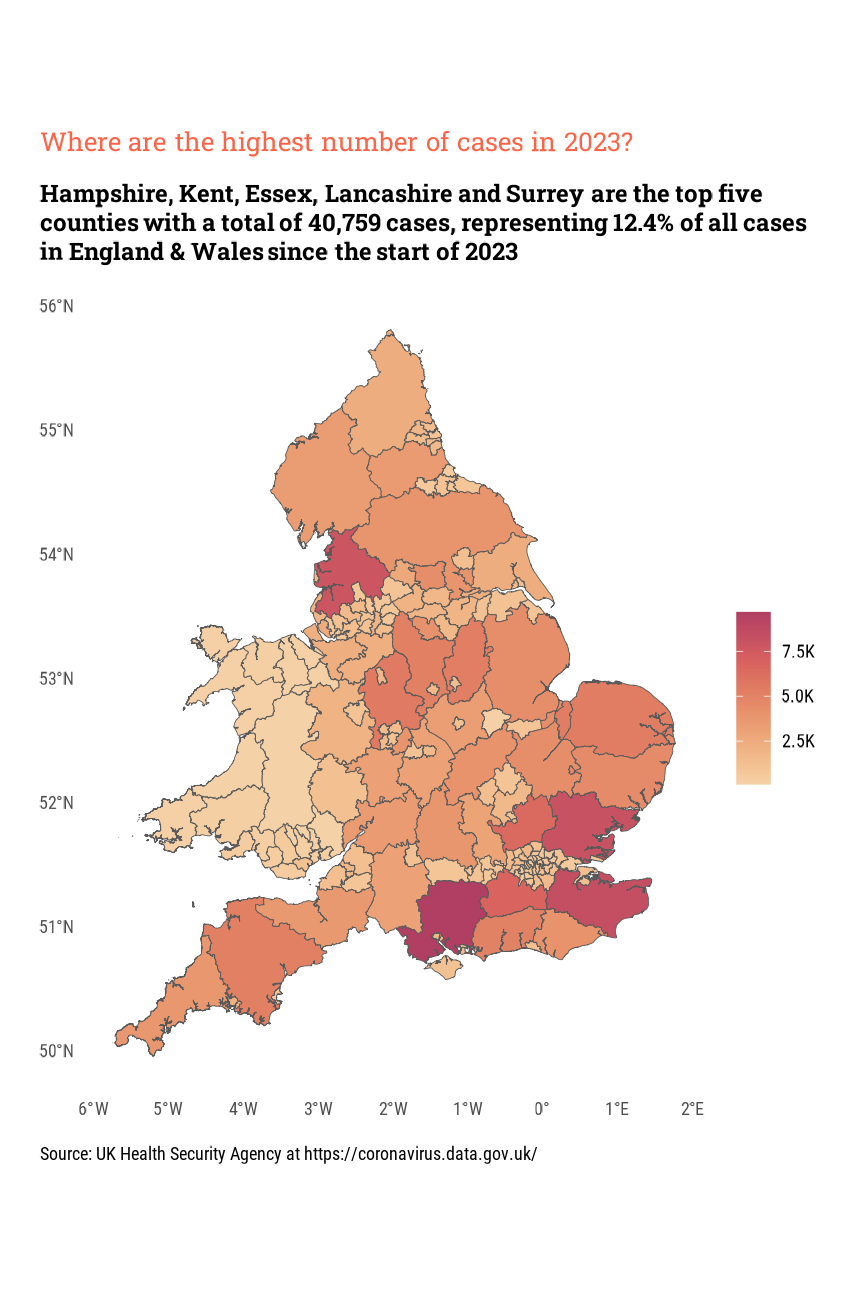 Where are the highest number of cases in 2023?
Hampshire, Kent, Essex, Lancashire and Surrey are the top five
counties with a total of 40,759 cases, representing 12.4% of all cases
in England & Wales since the start of 2023
56°N
55°N
54°N
53°N
52°N
51°N
50°N
7.5K
5.0K
2.5K
6°W 5°W 4°W 3°W 2°W 1°W 0° 1°E 2°E
Source: UK Health Security Agency at https://coronavirus.data.gov.uk/